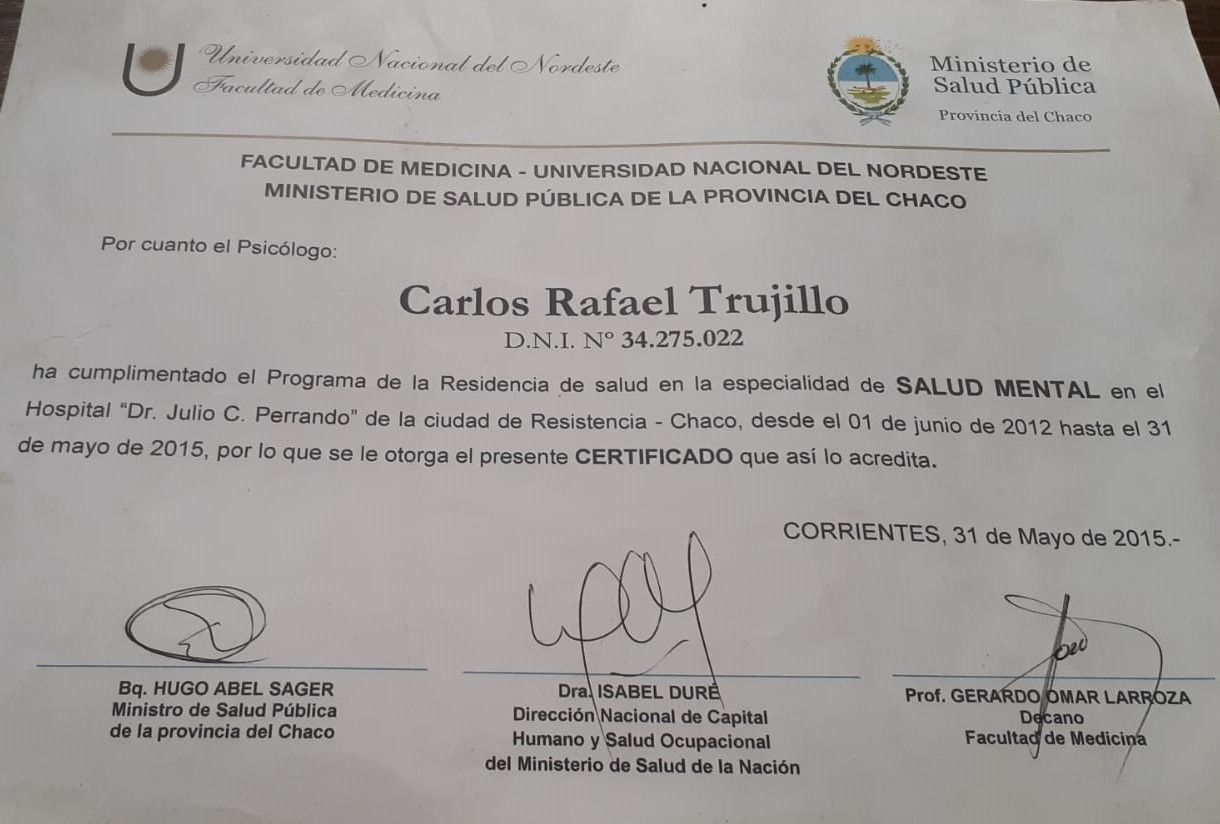 Universidad Nacional del Nordeste
Facultad de Medicina
Ministerio de
Salud Pública
Provincia del Chaco
FACULTAD DE MEDICINA - UNIVERSIDAD NACIONAL DEL NORDESTE
MINISTERIO DE SALUD PÚBLICA DE LA PROVINCIA DEL CHACO
Por cuanto el Psicólogo:
Carlos Rafael Trujillo
D.N.I. Nº 34.275.022
ha cumplimentado el Programa de la Residencia de salud en la especialidad de SALUD MENTAL en el
Hospital “Dr. Julio C. Perrando” de la ciudad de Resistencia - Chaco, desde el 01 de junio de 2012 hasta el 31
de mayo de 2015, por lo que se le otorga el presente CERTIFICADO que así lo acredita.
CORRIENTES, 31 de Mayo de 2015.-
Bq. HUGO ABEL SAGER
Ministro de Salud Pública
de la provincia del Chaco
Dra. ISABEL DURÉ
Dirección Nacional de Capital
Humano y Salud Ocupacional
del Ministerio de Salud de la Nación
Prof. GERARDO OMAR LARROZA
Decano
Facultad de Medicina